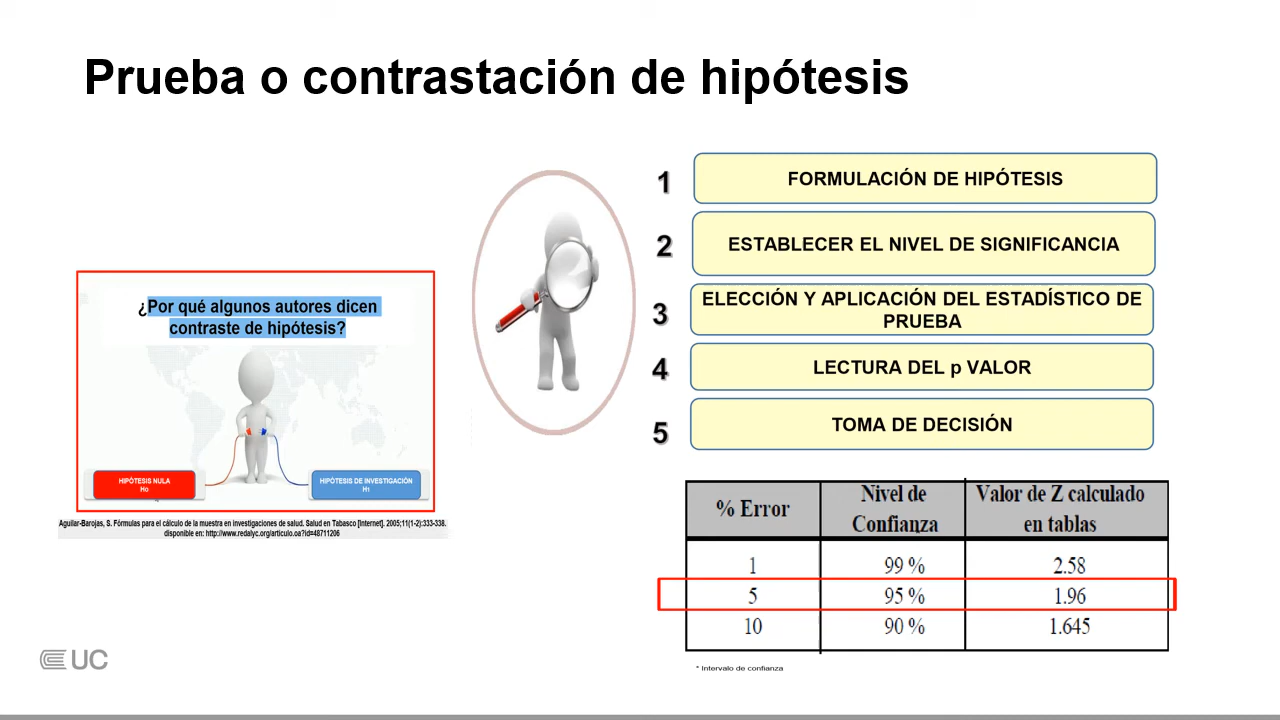 Prueba o contrastación de hipótesis
¿Por qué algunos autores dicen
contraste de hipótesis?
HIPÓTESIS NULA
H0
HIPÓTESIS DE INVESTIGACIÓN
H1
Aguilar-Barojas, S. Fórmulas para el cálculo de la muestra en investigaciones de salud. Salud en Tabasco [Internet]. 2005;11(1-2):333-338.
disponible en: http://www.redalyc.org/articulo.oa?id=48711206
1 FORMULACIÓN DE HIPÓTESIS
2 ESTABLECER EL NIVEL DE SIGNIFICANCIA
3 ELECCIÓN Y APLICACIÓN DEL ESTADÍSTICO DE
PRUEBA
4 LECTURA DEL p VALOR
5 TOMA DE DECISIÓN
% Error Nivel de Confianza Valor de Z calculado en tablas
1 99 % 2.58
5 95 % 1.96
10 90 % 1.645
* Intervalo de confianza
UC